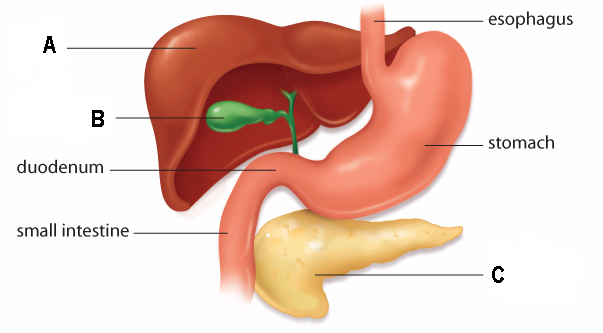 esophagus
A
B
stomach
duodenum
small intestine
C